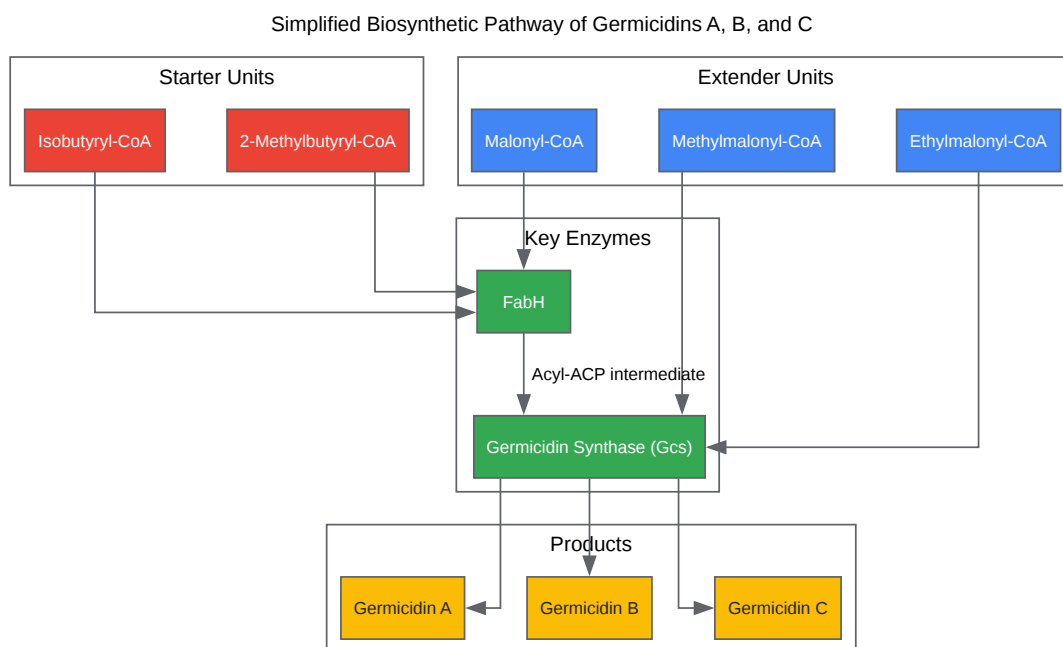 Simplified Biosynthetic Pathway of Germicidins A, B, and C
Starter Units
Extender Units
Isobutyryl-CoA
2-Methylbutyryl-CoA
Malonyl-CoA
Methylmalonyl-CoA
Ethylmalonyl-CoA
Key Enzymes
FabH
Acyl-ACP intermediate
Germicidin Synthase (Gcs)
Products
Germicidin A
Germicidin B
Germicidin C